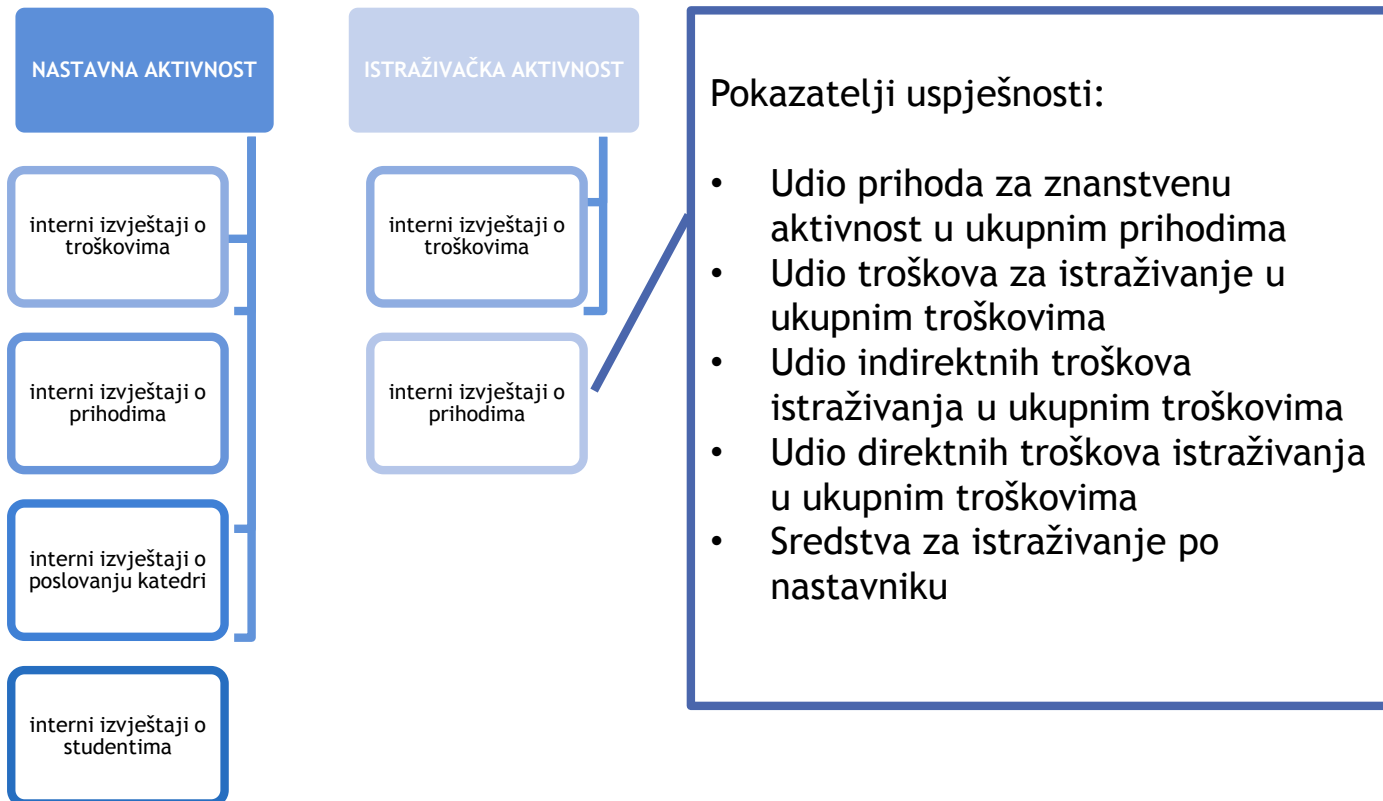 NASTAVNA AKTIVNOST
interni izvještaji o
troškovima
interni izvještaji o
prihodima
interni izvještaji o
poslovanju katedri
interni izvještaji o
studentima
ISTRAŽIVAČKA AKTIVNOST
interni izvještaji o
troškovima
interni izvještaji o
prihodima
Pokazatelji uspješnosti:
• Udio prihoda za znanstvenu
aktivnost u ukupnim prihodima
• Udio troškova za istraživanje u
ukupnim troškovima
• Udio indirektnih troškova
istraživanja u ukupnim troškovima
• Udio direktnih troškova istraživanja
u ukupnim troškovima
• Sredstva za istraživanje po
nastavniku